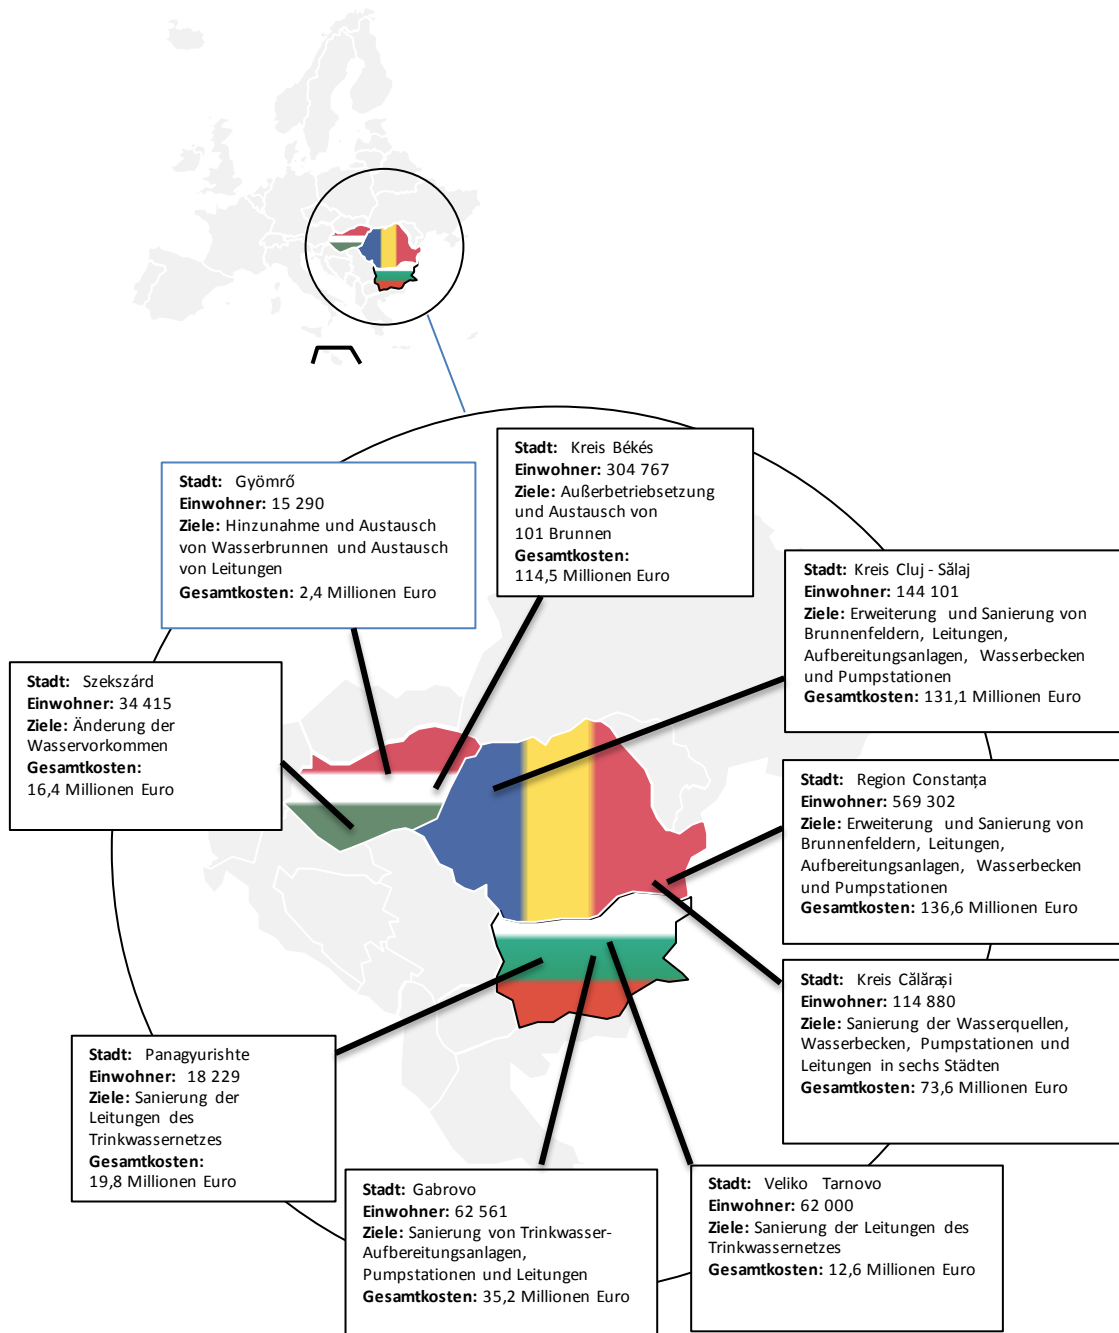 Stadt: Kreis Békés
Einwohner: 304 767
Ziele: Außerbetriebsetzung
und Austausch von
101 Brunnen
Gesamtkosten:
114,5 Millionen Euro
Stadt: Gyömrő
Einwohner: 15 290
Ziele: Hinzunahme und Austausch
von Wasserbrunnen und Austausch
von Leitungen
Gesamtkosten: 2,4 Millionen Euro
Stadt: Kreis Cluj - Sălaj
Einwohner: 144 101
Ziele: Erweiterung und Sanierung von
Brunnenfeldern, Leitungen,
Aufbereitungsanlagen, Wasserbecken
und Pumpstationen
Gesamtkosten: 131,1 Millionen Euro
Stadt: Szekszárd
Einwohner: 34 415
Ziele: Änderung der
Wasservorkommen
Gesamtkosten:
16,4 Millionen Euro
Stadt: Region Constanța
Einwohner: 569 302
Ziele: Erweiterung und Sanierung von
Brunnenfeldern, Leitungen,
Aufbereitungsanlagen, Wasserbecken
und Pumpstationen
Gesamtkosten: 136,6 Millionen Euro
Stadt: Kreis Călărași
Einwohner: 114 880
Ziele: Sanierung der Wasserquellen,
Wasserbecken, Pumpstationen und
Leitungen in sechs Städten
Gesamtkosten: 73,6 Millionen Euro
Stadt: Panagyurishte
Einwohner: 18 229
Ziele: Sanierung der
Leitungen des
Trinkwassernetzes
Gesamtkosten:
19,8 Millionen Euro
Stadt: Gabrovo
Einwohner: 62 561
Ziele: Sanierung von Trinkwasser-
Aufbereitungsanlagen,
Pumpstationen und Leitungen
Gesamtkosten: 35,2 Millionen Euro
Stadt: Veliko Tarnovo
Einwohner: 62 000
Ziele: Sanierung der Leitungen des
Trinkwassernetzes
Gesamtkosten: 12,6 Millionen Euro